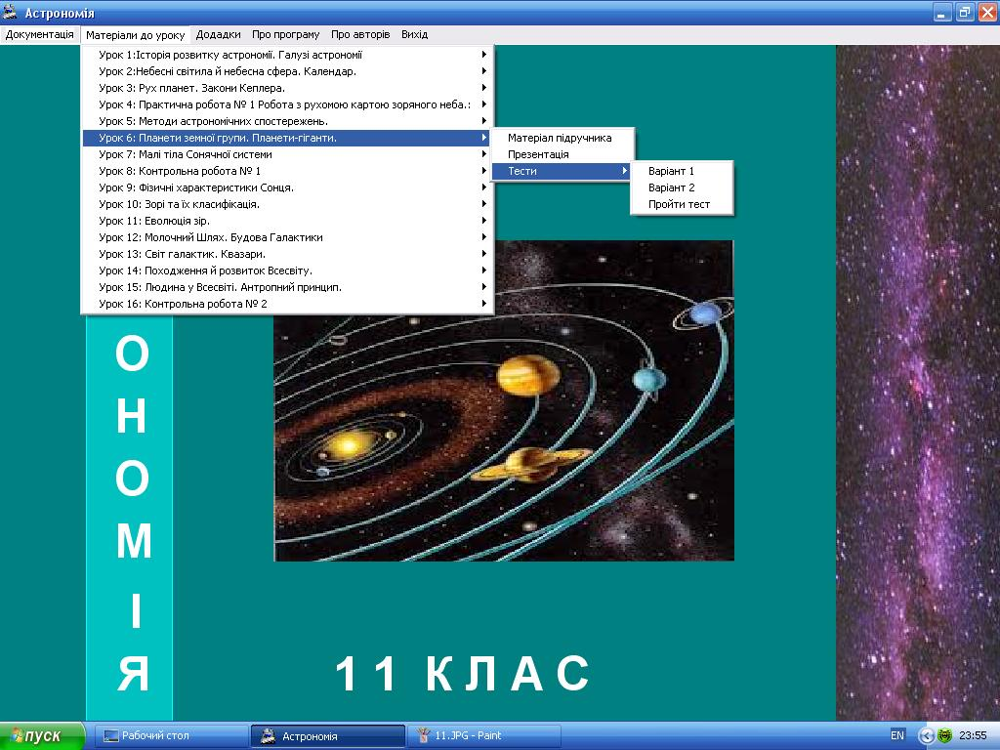 Астрономія
Документація Матеріали до уроку Додадки Про програму Про авторів Вихід
Урок 1:Історія розвитку астрономії. Галузі астрономії
Урок 2:Небесні світила й небесна сфера. Календар.
Урок 3: Рух планет. Закони Кеплера.
Урок 4: Практична робота № 1 Робота з рухомою картою зоряного неба.:
Урок 5: Методи астрономічних спостережень.
Урок 6: Планети земної групи. Планети-гіганти.
Урок 7: Малі тіла Сонячної системи
Урок 8: Контрольна робота № 1
Урок 9: Фізичні характеристики Сонця.
Урок 10: Зорі та їх класифікація.
Урок 11: Еволюція зір.
Урок 12: Молочний Шлях. Будова Галактики
Урок 13: Світ галактик. Квазари.
Урок 14: Походження й розвиток Всесвіту.
Урок 15: Людина у Всесвіті. Антропний принцип.
Урок 16: Контрольна робота № 2
Матеріал підручника
Презентація
Тести
Варіант 1
Варіант 2
Пройти тест
О
Н
О
М
І
Я
11 КЛАС
пуск Рабочий стол Астрономія 11.JPG - Paint EN 23:55